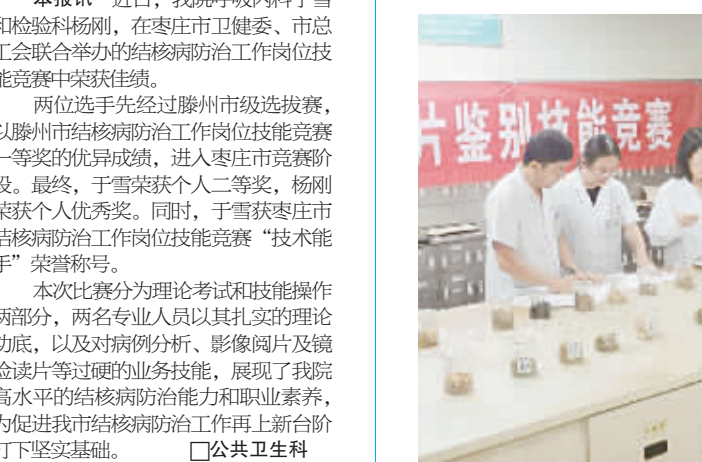 本报讯 近日，我院呼吸内科于雪
和检验科杨刚，在枣庄市卫健委、市总
工会联合举办的结核病防治工作岗位技
能竞赛中荣获佳绩。
两位选手先经过滕州市级选拔赛，
以滕州市结核病防治工作岗位技能竞赛
一等奖的优异成绩，进入枣庄市竞赛阶
段。最终，于雪荣获个人二等奖，杨刚
荣获个人优秀奖。同时，于雪获枣庄市
结核病防治工作岗位技能竞赛“技术能
手”荣誉称号。
本次比赛分为理论考试和技能操作
两部分，两名专业人员以其扎实的理论
功底，以及对病例分析、影像阅片及镜
检读片等过硬的业务技能，展现了我院
高水平的结核病防治能力和职业素养，
为促进我市结核病防治工作再上新台阶
打下坚实基础。 □公共卫生科
片鉴别技能竞赛